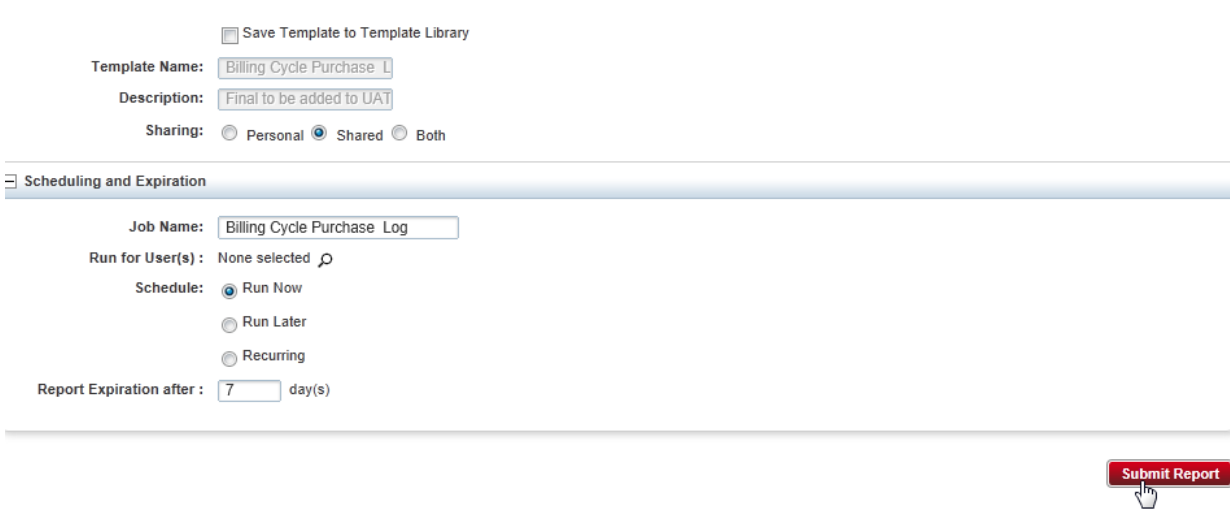 Save Template to Template Library
Template Name: Billing Cycle Purchase L
Description: Final to be added to UAT
Sharing: Personal Shared Both
Scheduling and Expiration
Job Name: Billing Cycle Purchase Log
Run for User(s) : None selected
Schedule: Run Now
Run Later
Recurring
Report Expiration after : 7 day(s)
Submit Report